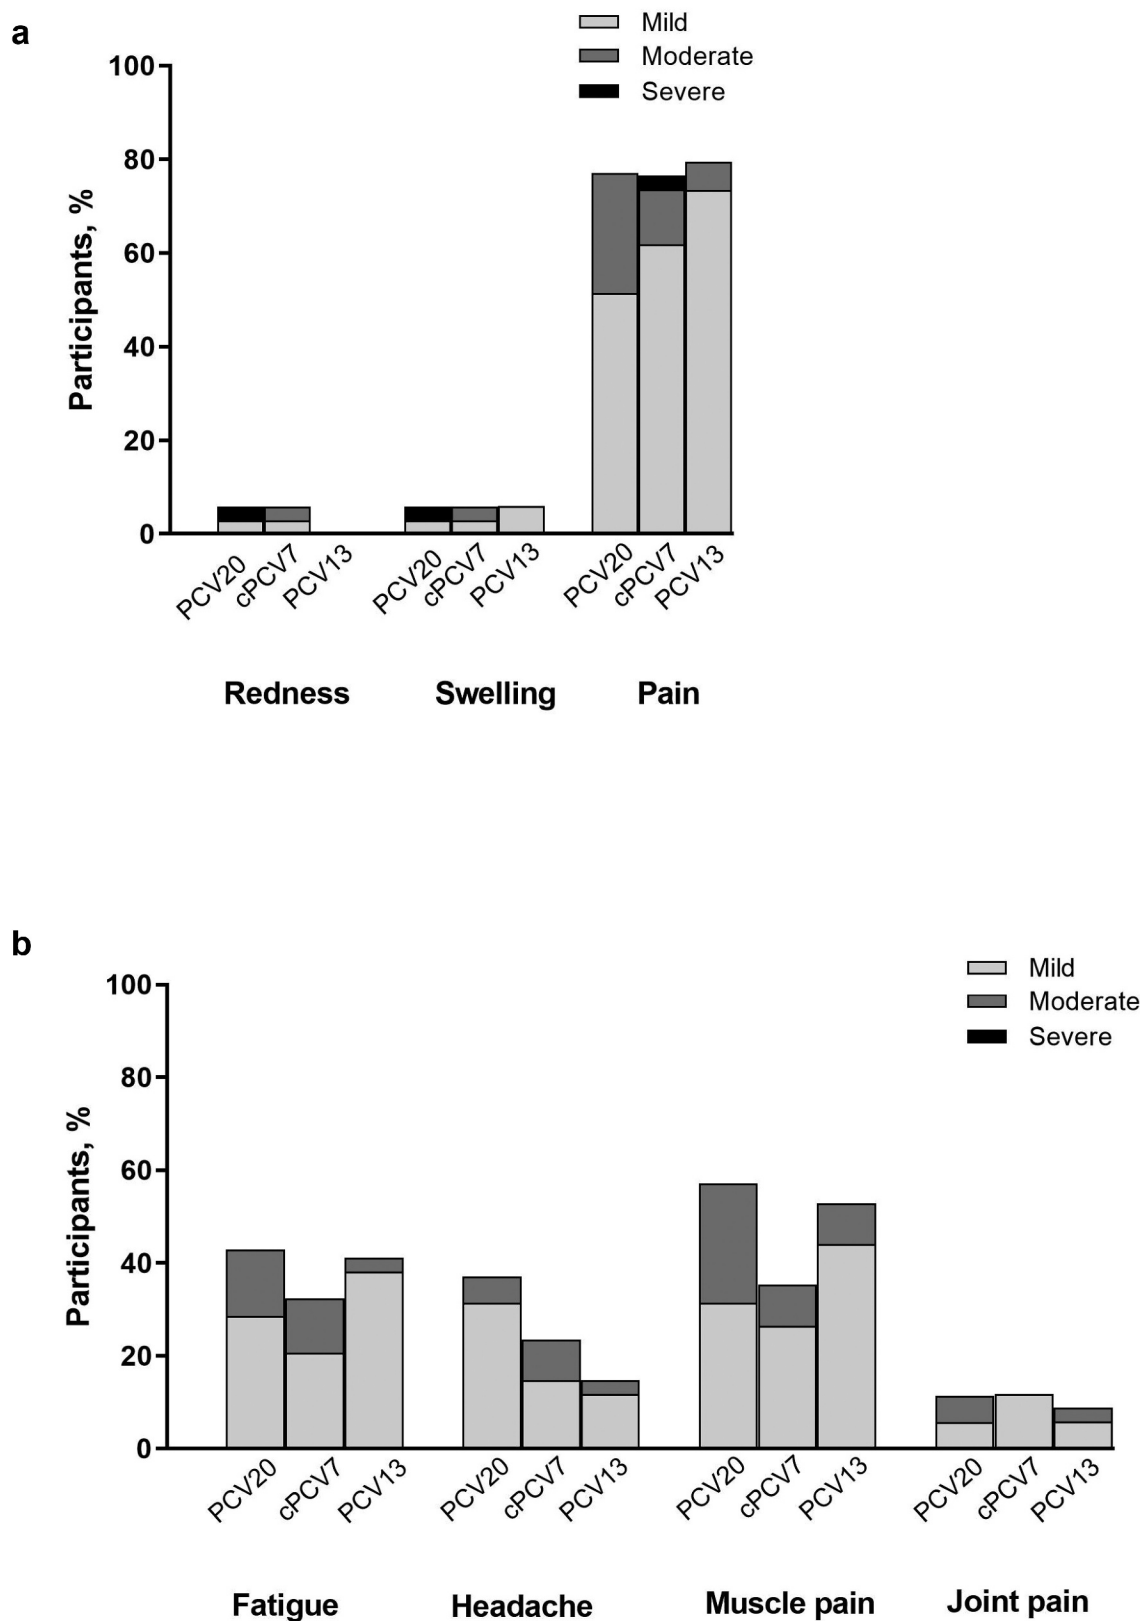 a
Mild
Moderate
Severe
100
80
60
40
20
0
Participants, %
PCV20 cPCV7 PCV13 PCV20 cPCV7 PCV13 PCV20 cPCV7 PCV13
Redness Swelling Pain
b
Mild
Moderate
Severe
100
80
60
40
20
0
Participants, %
PCV20 cPCV7 PCV13 PCV20 cPCV7 PCV13 PCV20 cPCV7 PCV13 PCV20 cPCV7 PCV13
Fatigue Headache Muscle pain Joint pain